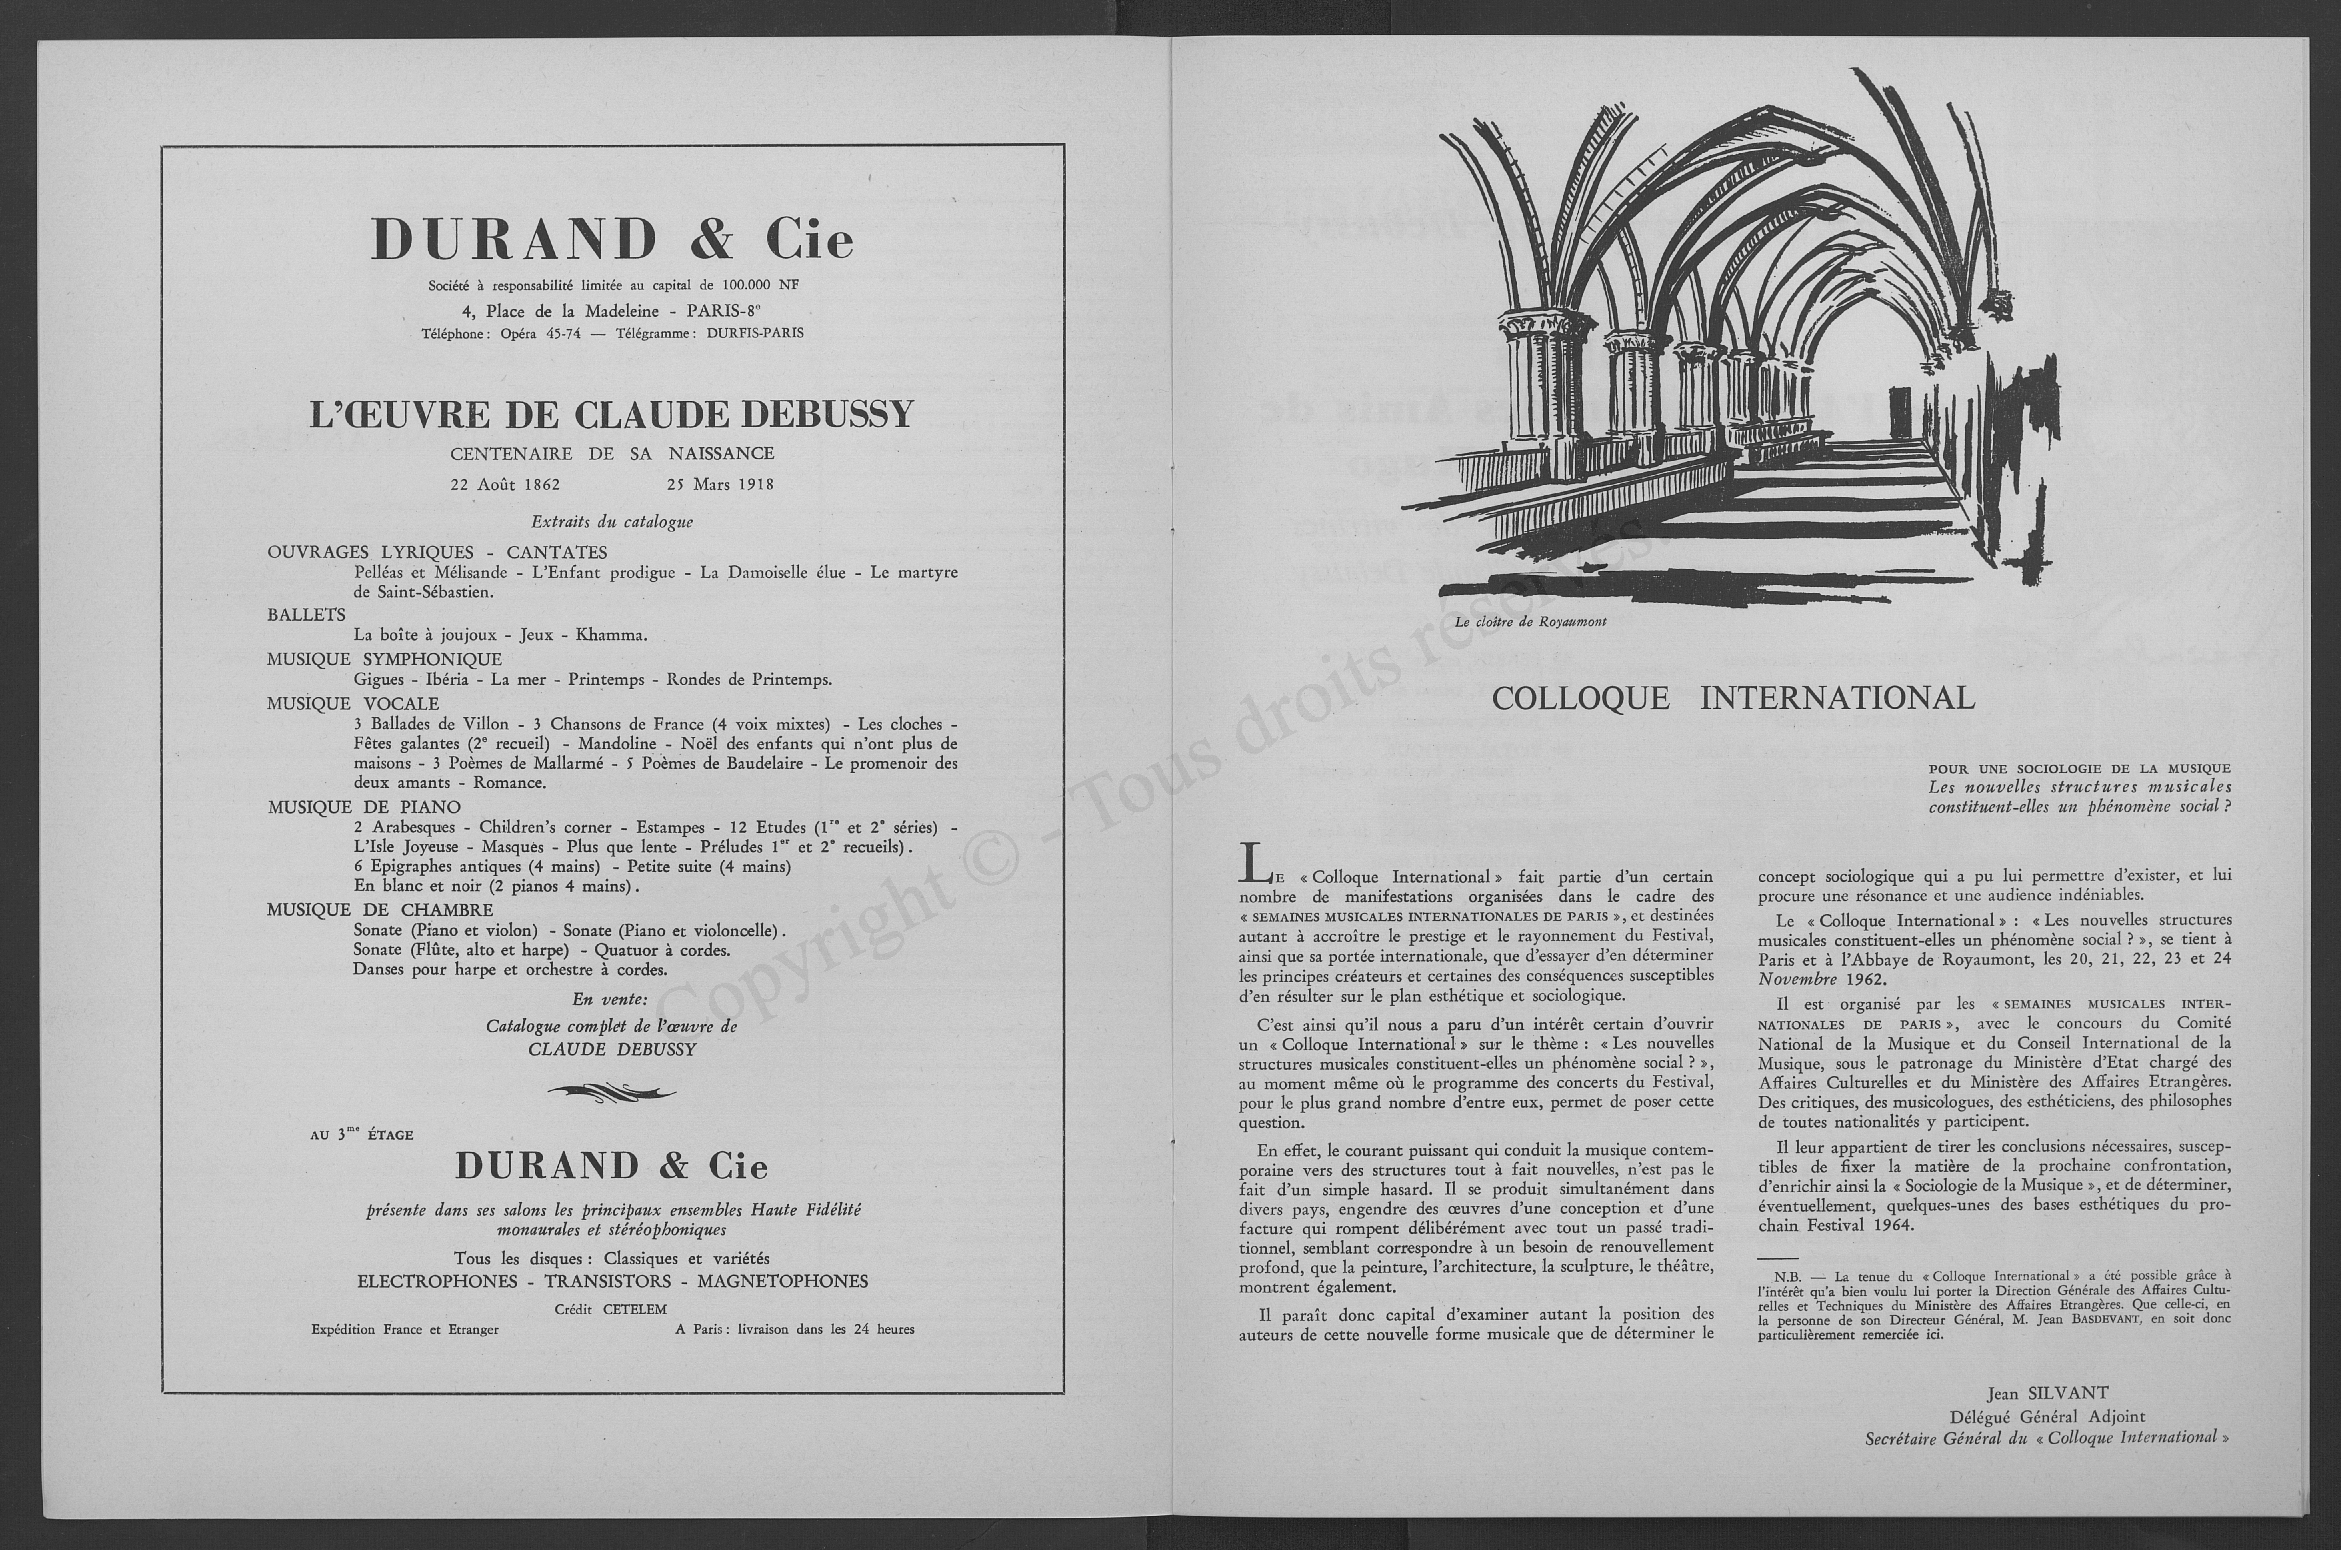 DURAND & Cie
Société à responsabilité limitée au capital de 100.000 NF
4, Place de la Madeleine - PARIS-8e
Téléphone : Opéra 45-74 — Télégramme : DURFIS-PARIS
L'ŒUVRE DE CLAUDE DEBUSSY
CENTENAIRE DE SA NAISSANCE
22 Août 1862 25 Mars 1918
Extraits du catalogue
OUVRAGES LYRIQUES - CANTATES
Pelléas et Mélisande - L'Enfant prodigue - La Damoiselle élue - Le martyre
de Saint-Sébastien.
BALLETS
La boîte à joujoux - Jeux - Khamma.
MUSIQUE SYMPHONIQUE
Gigues - Ibéria - La mer - Printemps - Rondes de Printemps.
MUSIQUE VOCALE
3 Ballades de Villon - 3 Chansons de France (4 voix mixtes) - Les cloches -
Fêtes galantes (2e recueil) - Mandoline - Noël des enfants qui n'ont plus de
maisons - 3 Poèmes de Mallarmé - 5 Poèmes de Baudelaire - Le promenoir des
deux amants - Romance.
MUSIQUE DE PIANO
2 Arabesques - Children's corner - Estampes - 12 Etudes (1re et 2e séries) -
L'Isle Joyeuse - Masques - Plus que lente - Préludes 1er et 2e recueils).
6 Epigraphes antiques (4 mains) - Petite suite (4 mains)
En blanc et noir (2 pianos 4 mains).
MUSIQUE DE CHAMBRE
Sonate (Piano et violon) - Sonate (Piano et violoncelle).
Sonate (Flûte, alto et harpe) - Quatuor à cordes.
Danses pour harpe et orchestre à cordes.
En vente :
Catalogue complet de l'œuvre de
CLAUDE DEBUSSY
AU 3me ÉTAGE
DURAND & Cie
présente dans ses salons les principaux ensembles Haute Fidélité
monaurales et stéréophoniques
Tous les disques : Classiques et variétés
ELECTROPHONES - TRANSISTORS - MAGNETOPHONES
Crédit CETELEM
Expédition France et Etranger A Paris : livraison dans les 24 heures
Le cloître de Royaumont
COLLOQUE INTERNATIONAL
POUR UNE SOCIOLOGIE DE LA MUSIQUE
Les nouvelles structures musicales
constituent-elles un phénomène social ?
LE « Colloque International » fait partie d'un certain
nombre de manifestations organisées dans le cadre des
« SEMAINES MUSICALES INTERNATIONALES DE PARIS », et destinées
autant à accroître le prestige et le rayonnement du Festival,
ainsi que sa portée internationale, que d'essayer d'en déterminer
les principes créateurs et certaines des conséquences susceptibles
d'en résulter sur le plan esthétique et sociologique.
C'est ainsi qu'il nous a paru d'un intérêt certain d'ouvrir
un « Colloque International » sur le thème : « Les nouvelles
structures musicales constituent-elles un phénomène social ? »,
au moment même où le programme des concerts du Festival,
pour le plus grand nombre d'entre eux, permet de poser cette
question.
En effet, le courant puissant qui conduit la musique contem-
poraine vers des structures tout à fait nouvelles, n'est pas le
fait d'un simple hasard. Il se produit simultanément dans
divers pays, engendre des œuvres d'une conception et d'une
facture qui rompent délibérément avec tout un passé tradi-
tionnel, semblant correspondre à un besoin de renouvellement
profond, que la peinture, l'architecture, la sculpture, le théâtre,
montrent également.
Il paraît donc capital d'examiner autant la position des
auteurs de cette nouvelle forme musicale que de déterminer le
concept sociologique qui a pu lui permettre d'exister, et lui
procure une résonance et une audience indéniables.
Le « Colloque International » : « Les nouvelles structures
musicales constituent-elles un phénomène social ? », se tient à
Paris et à l'Abbaye de Royaumont, les 20, 21, 22, 23 et 24
Novembre 1962.
Il est organisé par les « SEMAINES MUSICALES INTER-
NATIONALES DE PARIS », avec le concours du Comité
National de la Musique et du Conseil International de la
Musique, sous le patronage du Ministère d'Etat chargé des
Affaires Culturelles et du Ministère des Affaires Etrangères.
Des critiques, des musicologues, des esthéticiens, des philosophes
de toutes nationalités y participent.
Il leur appartient de tirer les conclusions nécessaires, suscep-
tibles de fixer la matière de la prochaine confrontation,
d'enrichir ainsi la « Sociologie de la Musique », et de déterminer,
éventuellement, quelques-unes des bases esthétiques du pro-
chain Festival 1964.
N.B. — La tenue du « Colloque International » a été possible grâce à
l'intérêt qu'a bien voulu lui porter la Direction Générale des Affaires Cultu-
relles et Techniques du Ministère des Affaires Etrangères. Que celle-ci, en
la personne de son Directeur Général, M. Jean BASDEVANT, en soit donc
particulièrement remerciée ici.
Jean SILVANT
Délégué Général Adjoint
Secrétaire Général du « Colloque International »
Copyright © - Tous droits réservés.